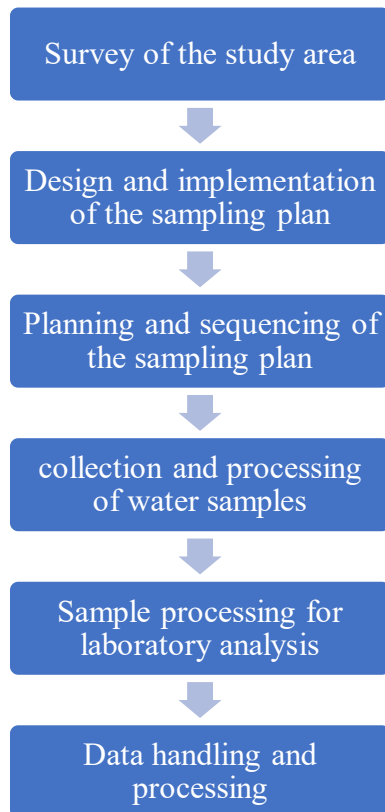 Survey of the study area
Design and implementation
of the sampling plan
Planning and sequencing of
the sampling plan
collection and processing
of water samples
Sample processing for
laboratory analysis
Data handling and
processing